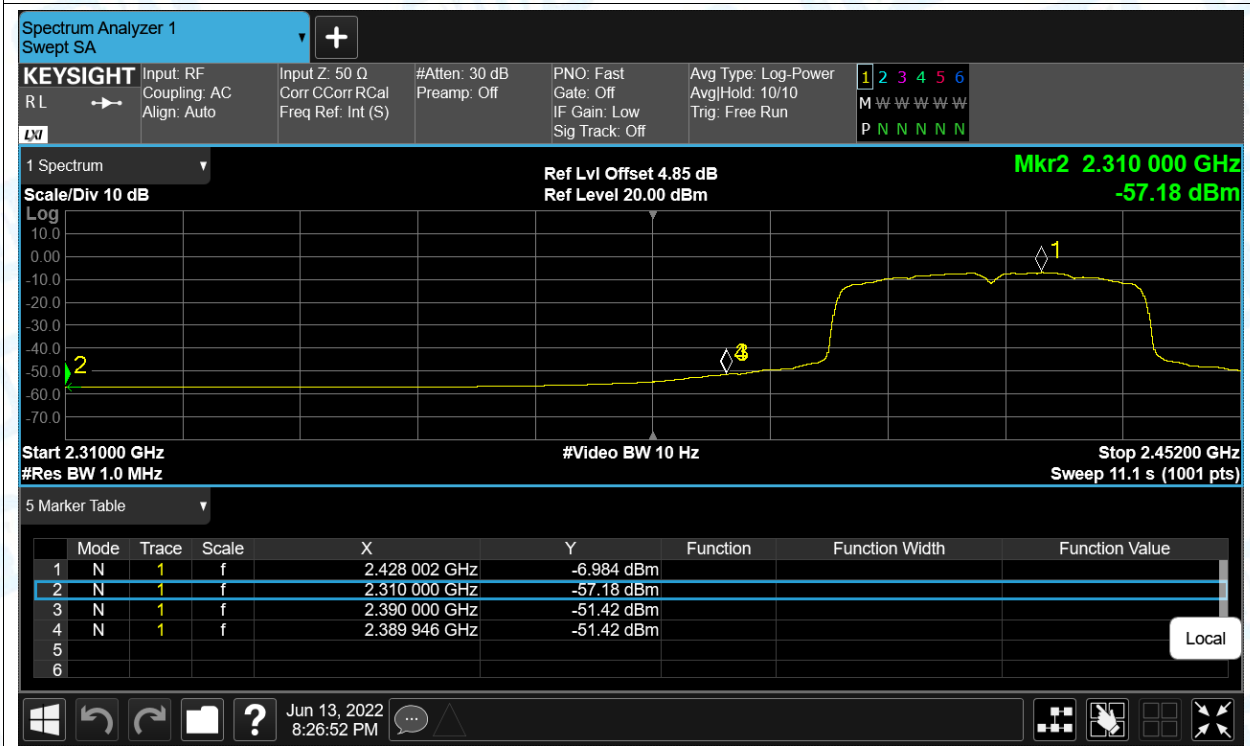 Spectrum Analyzer 1
Swept SA
KEYSIGHT
R L
LXI
Input: RF
Coupling: AC
Align: Auto
Input Z: 50 Ω
Corr CCorr RCal
Freq Ref: Int (S)
#Atten: 30 dB
Preamp: Off
PNO: Fast
Gate: Off
IF Gain: Low
Sig Track: Off
Avg Type: Log-Power
Avg|Hold: 10/10
Trig: Free Run
1 2 3 4 5 6
M W W W W W
P N N N N N
1 Spectrum
Scale/Div 10 dB
Ref Lvl Offset 4.85 dB
Ref Level 20.00 dBm
Mkr2 2.310 000 GHz
-57.18 dBm
Log
10.0
0.00
-10.0
-20.0
-30.0
-40.0
-50.0
-60.0
-70.0
1
2
4
Start 2.31000 GHz
#Res BW 1.0 MHz
#Video BW 10 Hz
Stop 2.45200 GHz
Sweep 11.1 s (1001 pts)
5 Marker Table
Mode Trace Scale X Y Function Function Width Function Value
1 N 1 f 2.428 002 GHz -6.984 dBm
2 N 1 f 2.310 000 GHz -57.18 dBm
3 N 1 f 2.390 000 GHz -51.42 dBm
4 N 1 f 2.389 946 GHz -51.42 dBm
5
6
Local
?
Jun 13, 2022
8:26:52 PM